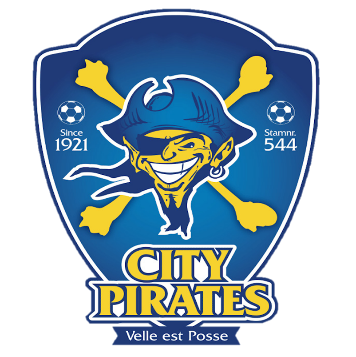 Since
1921
Stamnr.
544
CITY
PIRATES
Velle est Posse